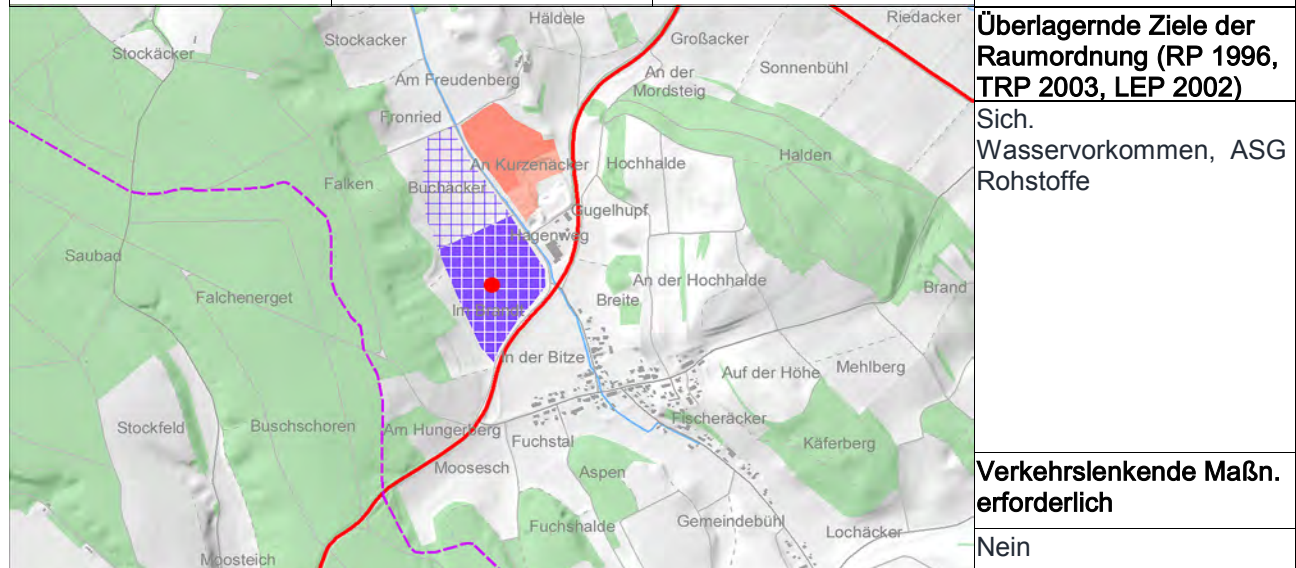 Häldele
Riedacker
Stockäcker
Stockacker
Großacker
Am Freudenberg
An der
Mordsteig
Sonnenbühl
Fronried
An Kurzenäcker
Hochhalde
Halden
Falken
Buchäcker
Gugelhupf
Hagenweg
Saubad
Falchenerget
An der Hochhalde
Breite
Brand
In der Bitze
Auf der Höhe
Mehlberg
Stockfeld
Buschschoren
Am Hungerberg
Fischeräcker
Fuchstal
Käferberg
Moosesch
Aspen
Fuchshalde
Gemeindebühl
Lochäcker
Moosteich
Überlagernde Ziele der
Raumordnung (RP 1996,
TRP 2003, LEP 2002)
Sich.
Wasservorkommen, ASG
Rohstoffe
Verkehrslenkende Maßn.
erforderlich
Nein